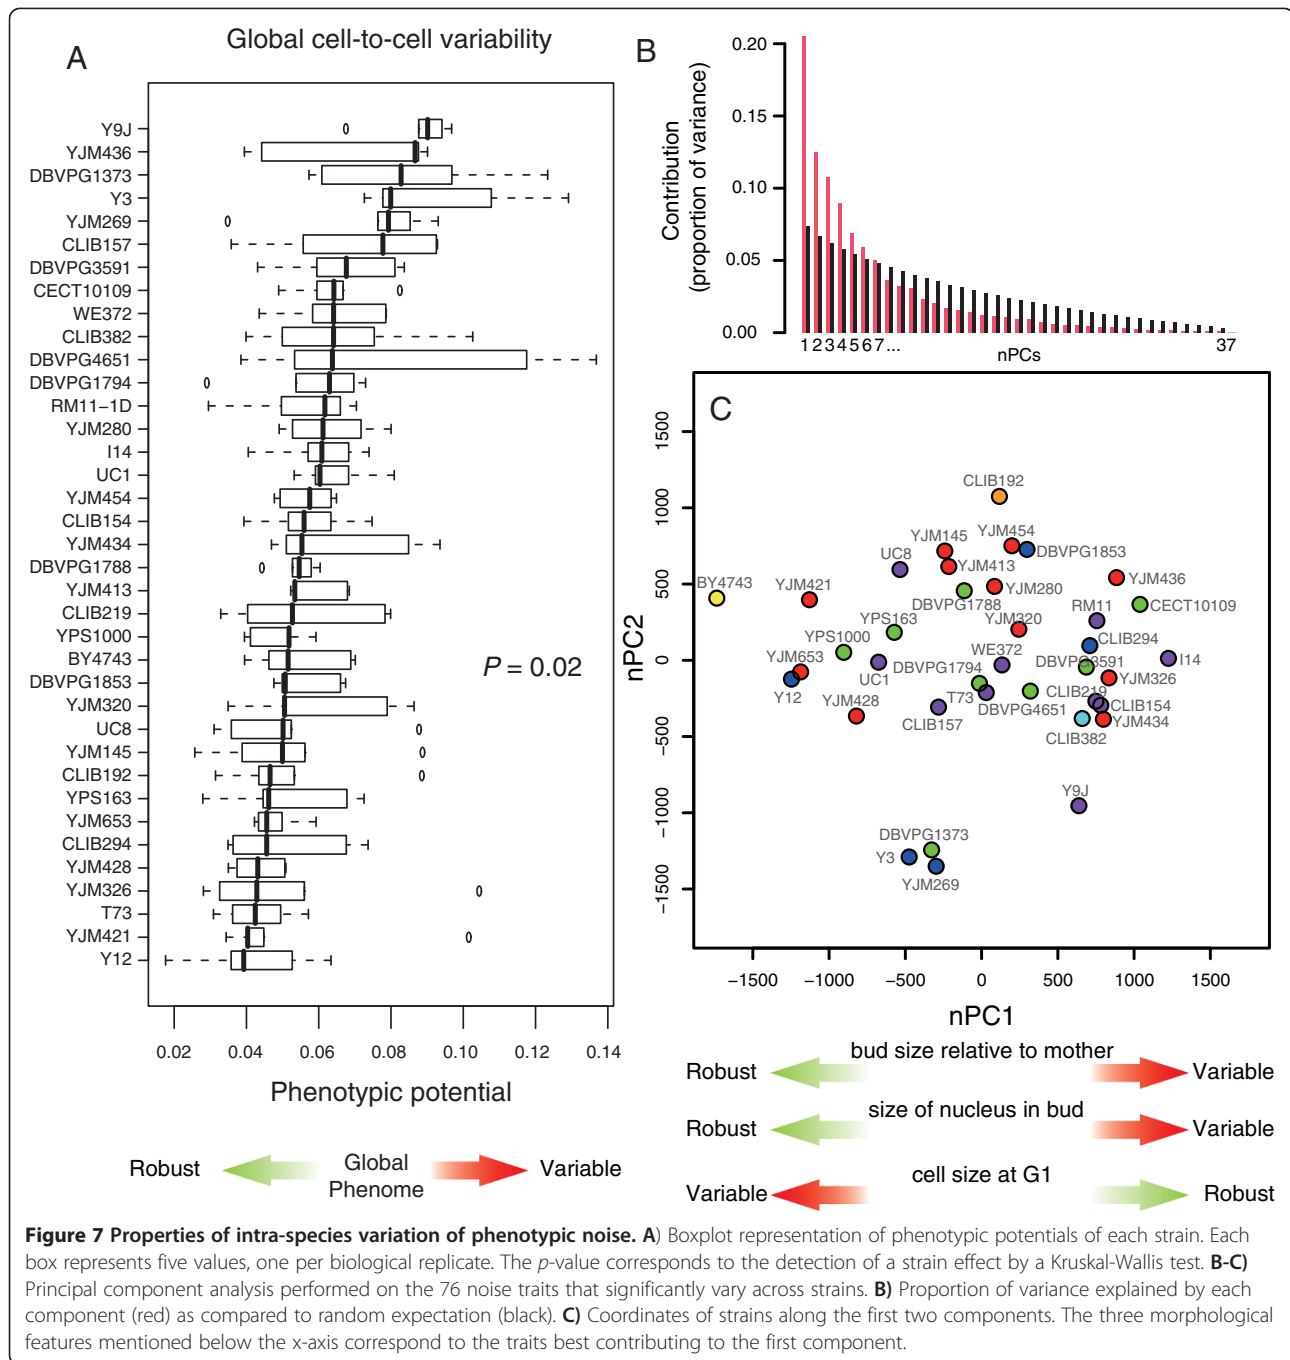 A
Global cell-to-cell variability
Y9J
YJM436
DBVPG1373
Y3
YJM269
CLIB157
DBVPG3591
CECT10109
WE372
CLIB382
DBVPG4651
DBVPG1794
RM11−1D
YJM280
I14
UC1
YJM454
CLIB154
YJM434
DBVPG1788
YJM413
CLIB219
YPS1000
BY4743
DBVPG1853
YJM320
UC8
YJM145
CLIB192
YPS163
YJM653
CLIB294
YJM428
YJM326
T73
YJM421
Y12
P = 0.02
0.02 0.04 0.06 0.08 0.10 0.12 0.14
Phenotypic potential
Robust Global Phenome Variable
B
Contribution
(proportion of variance)
0.20
0.15
0.10
0.05
0.00
1 2 3 4 5 6 7 ... 37
nPCs
C
nPC2
1500
1000
500
0
−500
−1000
−1500
CLIB192
YJM145
YJM454
UC8
DBVPG1853
YJM413
YJM436
BY4743
YJM421
YJM280
DBVPG1788
CECT10109
RM11
YPS163
YJM320
YPS1000
CLIB294
WE372
YJM653
DBVPG1794
DBVPG3591
I14
UC1
YJM326
Y12
T73
CLIB219
CLIB154
YJM428
CLIB157
DBVPG4651
YJM434
CLIB382
Y9J
DBVPG1373
Y3
YJM269
−1500 −1000 −500 0 500 1000 1500
nPC1
bud size relative to mother
Robust Variable
size of nucleus in bud
Robust Variable
cell size at G1
Variable Robust
Figure 7 Properties of intra-species variation of phenotypic noise. A) Boxplot representation of phenotypic potentials of each strain. Each
box represents five values, one per biological replicate. The p-value corresponds to the detection of a strain effect by a Kruskal-Wallis test. B-C)
Principal component analysis performed on the 76 noise traits that significantly vary across strains. B) Proportion of variance explained by each
component (red) as compared to random expectation (black). C) Coordinates of strains along the first two components. The three morphological
features mentioned below the x-axis correspond to the traits best contributing to the first component.